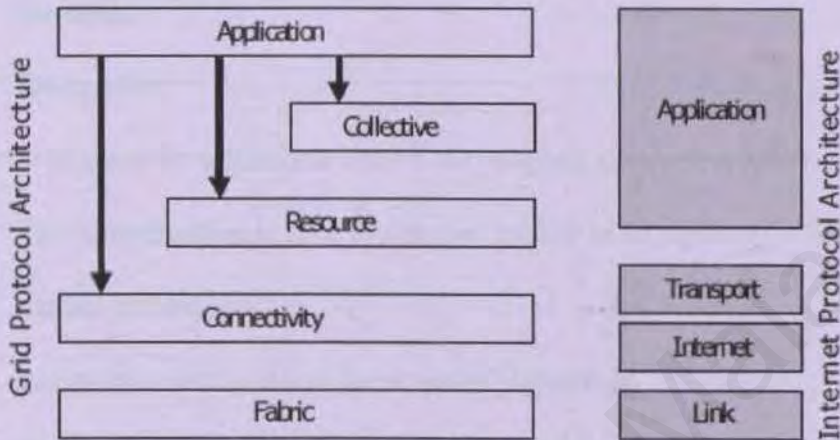 Grid Protocol Architecture
Application
Collective
Resource
Connectivity
Fabric
Application
Transport
Internet
Link
Internet Protocol Architecture